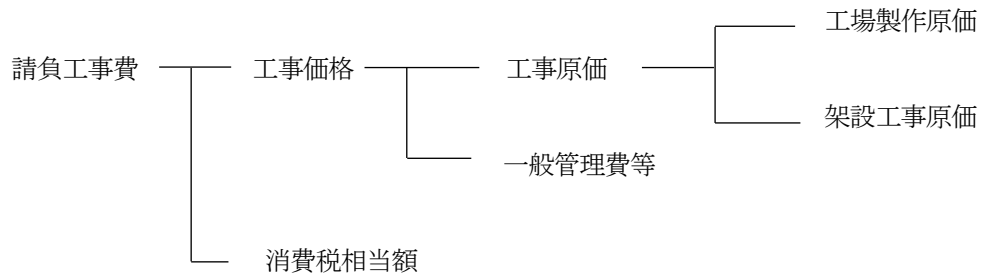 工場製作原価
請負工事費 工事価格 工事原価
架設工事原価
一般管理費等
消費税相当額